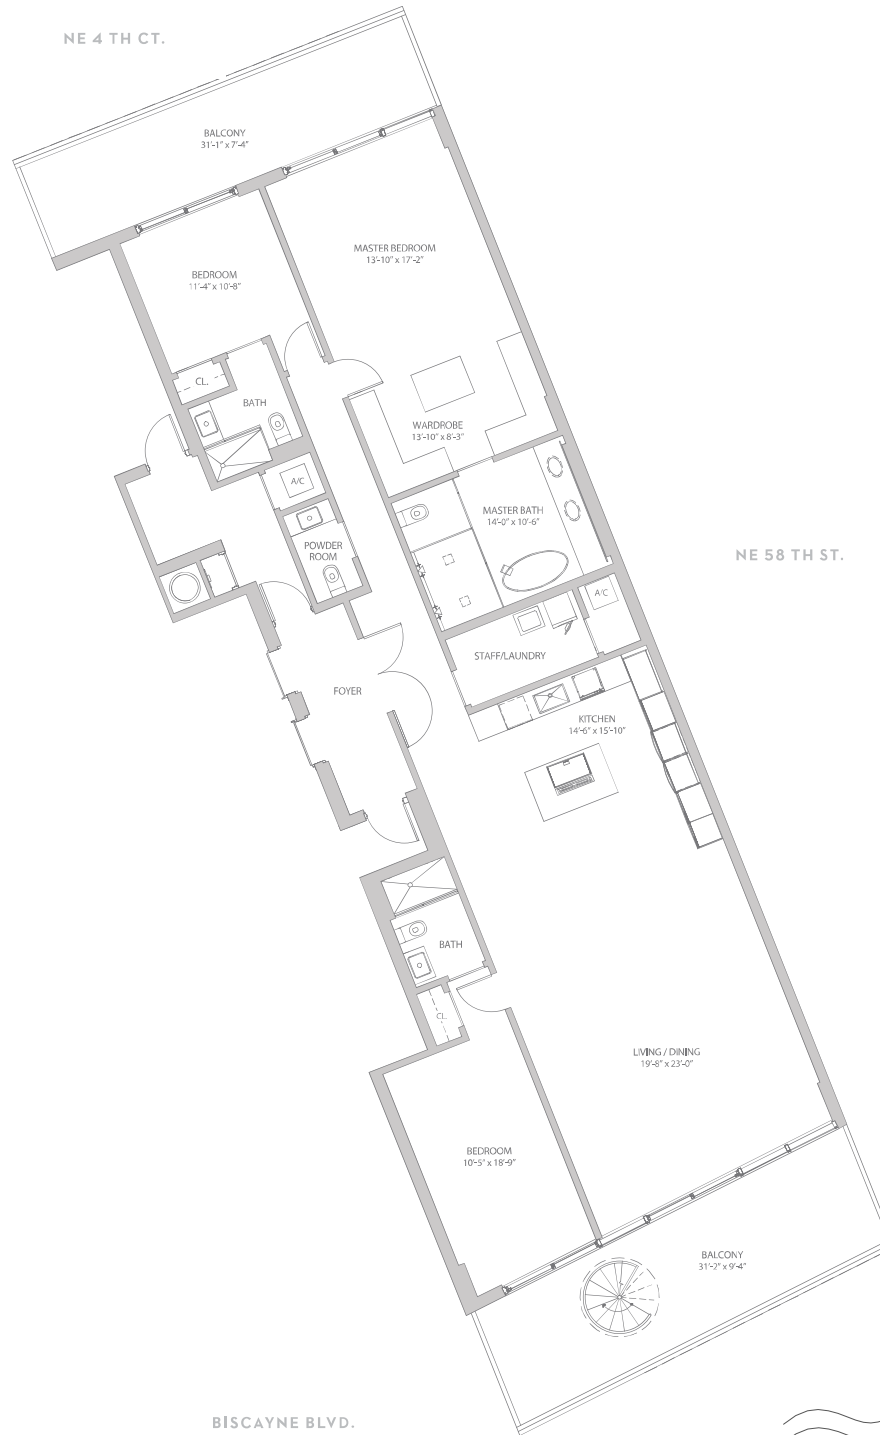 NE 4 TH CT.
BALCONY
31'-1" x 7'-4"
MASTER BEDROOM
13'-10" x 17'-2"
BEDROOM
11'-4" x 10'-8"
CL.
BATH
WARDROBE
13'-10" x 8'-3"
A/C
MASTER BATH
14'-0" x 10'-6"
POWDER
ROOM
NE 58 TH ST.
A/C
STAFF/LAUNDRY
FOYER
KITCHEN
14'-6" x 15'-10"
BATH
CL.
LIVING / DINING
19'-8" x 23'-0"
BEDROOM
10'-5" x 18'-9"
BALCONY
31'-2" x 9'-4"
BISCAYNE BLVD.